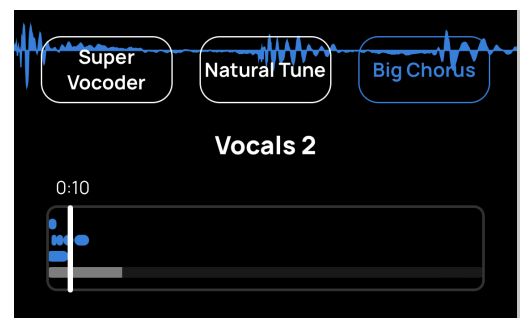 Super
Vocoder
Natural Tune
Big Chorus
Vocals 2
0:10